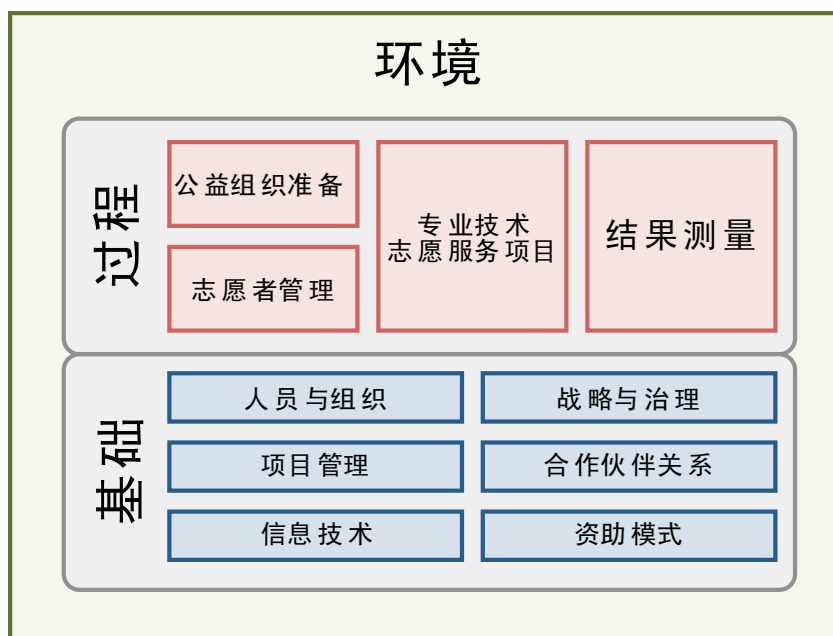 环境
过程
公益组织准备
志愿者管理
专业技术
志愿服务项目
结果测量
基础
人员与组织
战略与治理
项目管理
合作伙伴关系
信息技术
资助模式